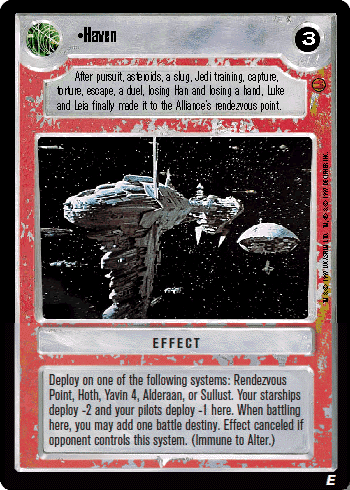 •Haven
3
After pursuit, asteroids, a slug, Jedi training, capture,
torture, escape, a duel, losing Han and losing a hand, Luke
and Leia finally made it to the Alliance's rendezvous point.
EFFECT
Deploy on one of the following systems: Rendezvous
Point, Hoth, Yavin 4, Alderaan, or Sullust. Your starships
deploy -2 and your pilots deploy -1 here. When battling
here, you may add one battle destiny. Effect canceled if
opponent controls this system. (Immune to Alter.)
E